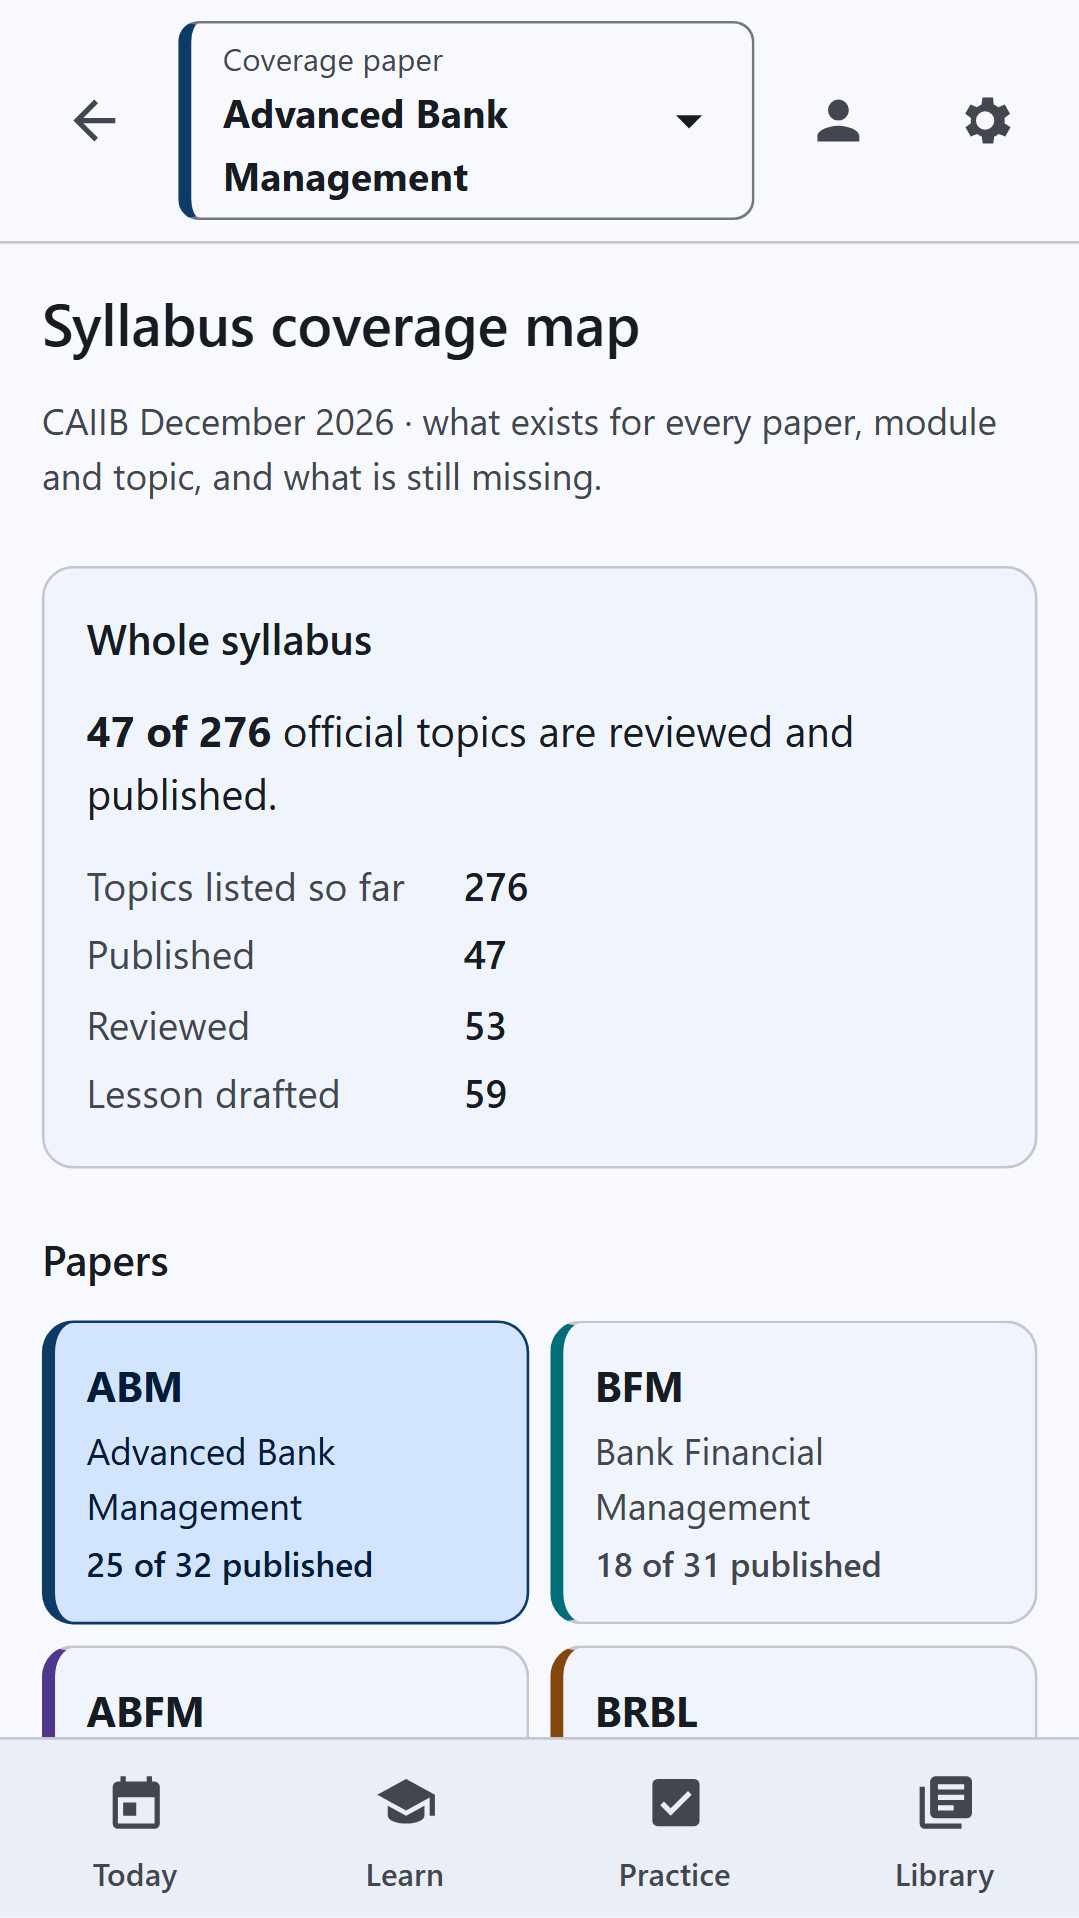 Coverage paper
Advanced Bank
Management
Syllabus coverage map
CAIIB December 2026 · what exists for every paper, module
and topic, and what is still missing.
Whole syllabus
47 of 276 official topics are reviewed and
published.
Topics listed so far 276
Published 47
Reviewed 53
Lesson drafted 59
Papers
ABM
Advanced Bank
Management
25 of 32 published
BFM
Bank Financial
Management
18 of 31 published
ABFM
BRBL
Today
Learn
Practice
Library